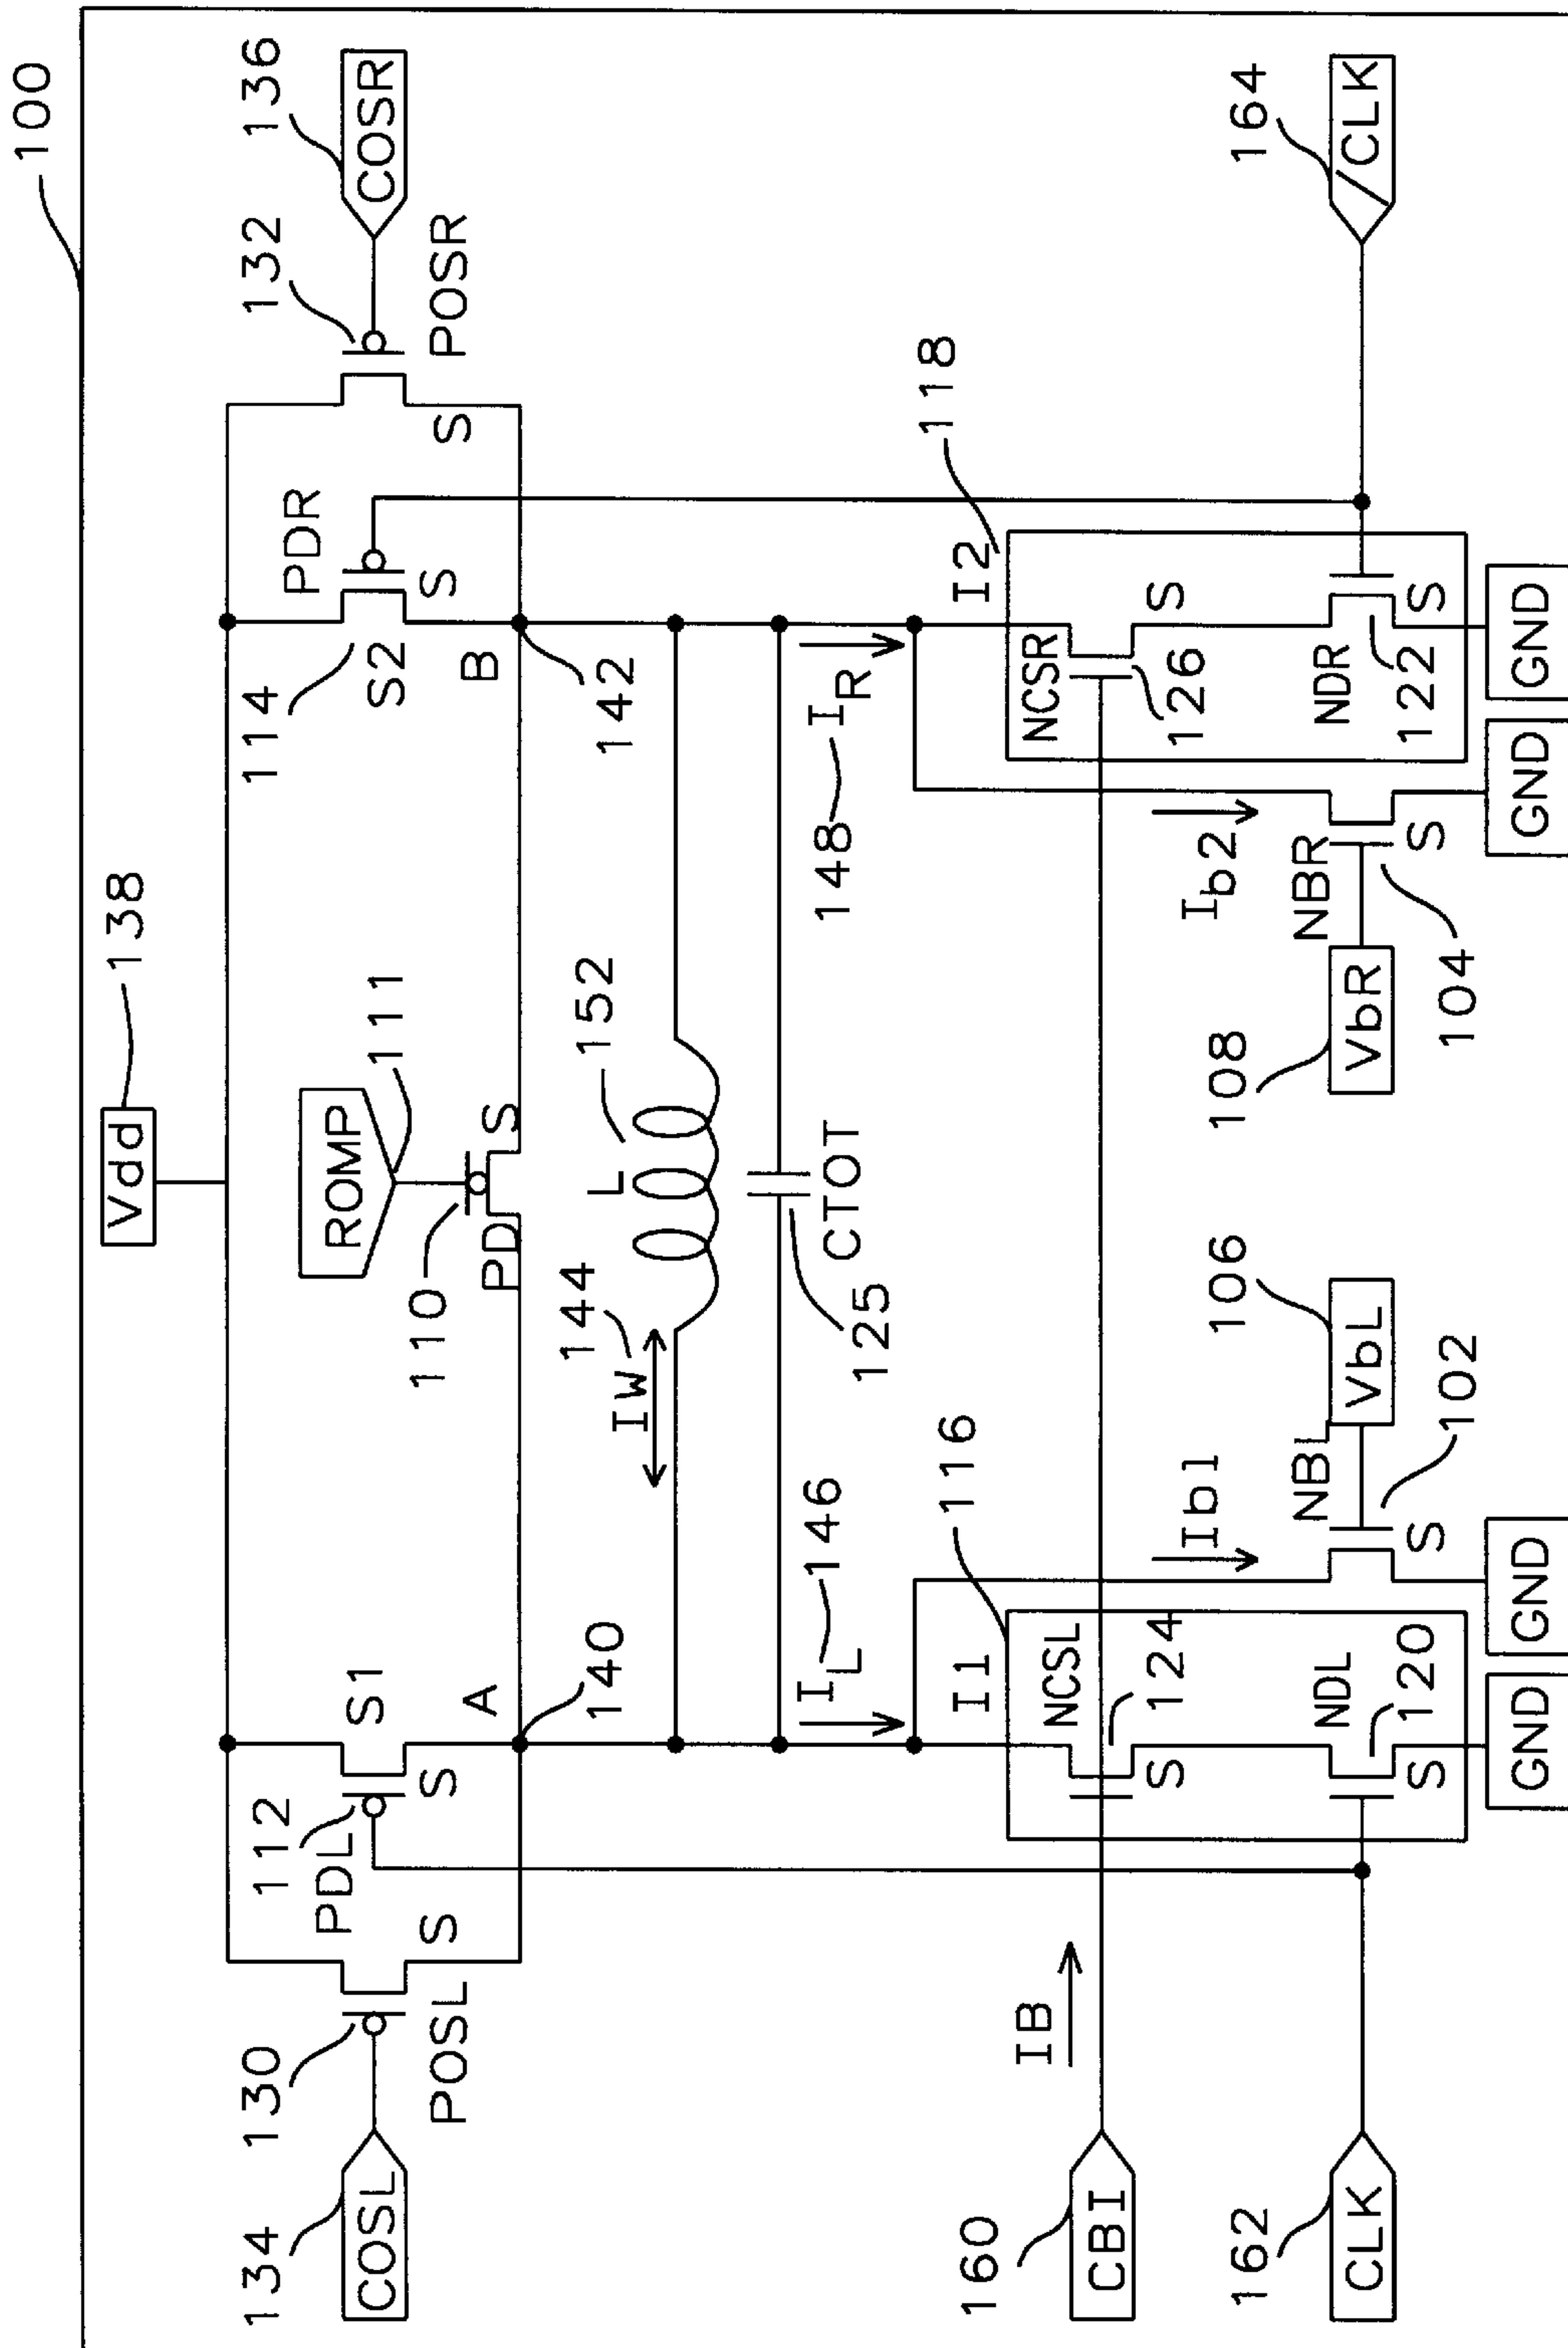 100
Vdd
138
134
COSL
130
POSL
112
PDL
S
S
S1
ROMP
111
110
PD
S
PDR
114
S2
S
132
POSR
S
136
COSR
A
140
B
142
144
IW
L
152
125
CTOT
IL
146
148
IR
116
I1
118
I2
IB
160
CBI
NCSL
124
S
NDL
120
S
Ib1
NBL
106
VbL
102
S
Ib2
NBR
108
VbR
104
S
NCSR
126
S
NDR
122
S
162
CLK
164
/CLK
GND
GND
GND
GND